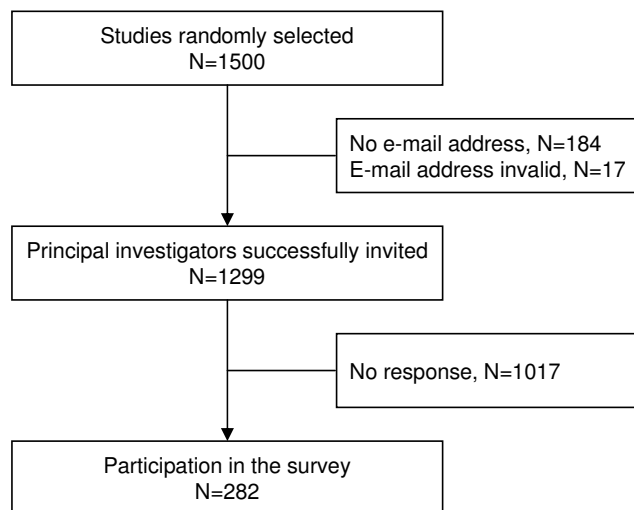 Studies randomly selected
N=1500
No e-mail address, N=184
E-mail address invalid, N=17
Principal investigators successfully invited
N=1299
No response, N=1017
Participation in the survey
N=282